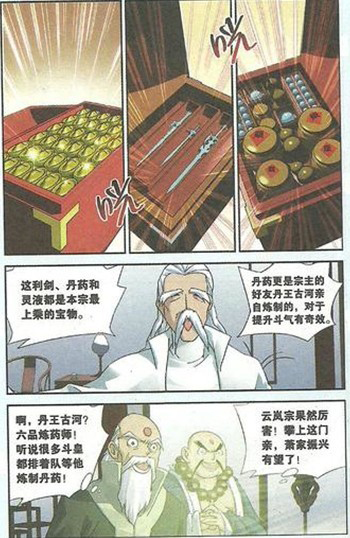 咣
咣
这利剑、丹药和
灵液都是本宗最
上乘的宝物。
丹药更是宗主的
好友丹王古河亲
自炼制的，对于
提升斗气有奇效。
啊，丹王古河？
六品炼药师！
听说很多斗皇
都排着队等他
炼制丹药！
云岚宗果然厉
害！攀上这门
亲，萧家振兴
有望了！